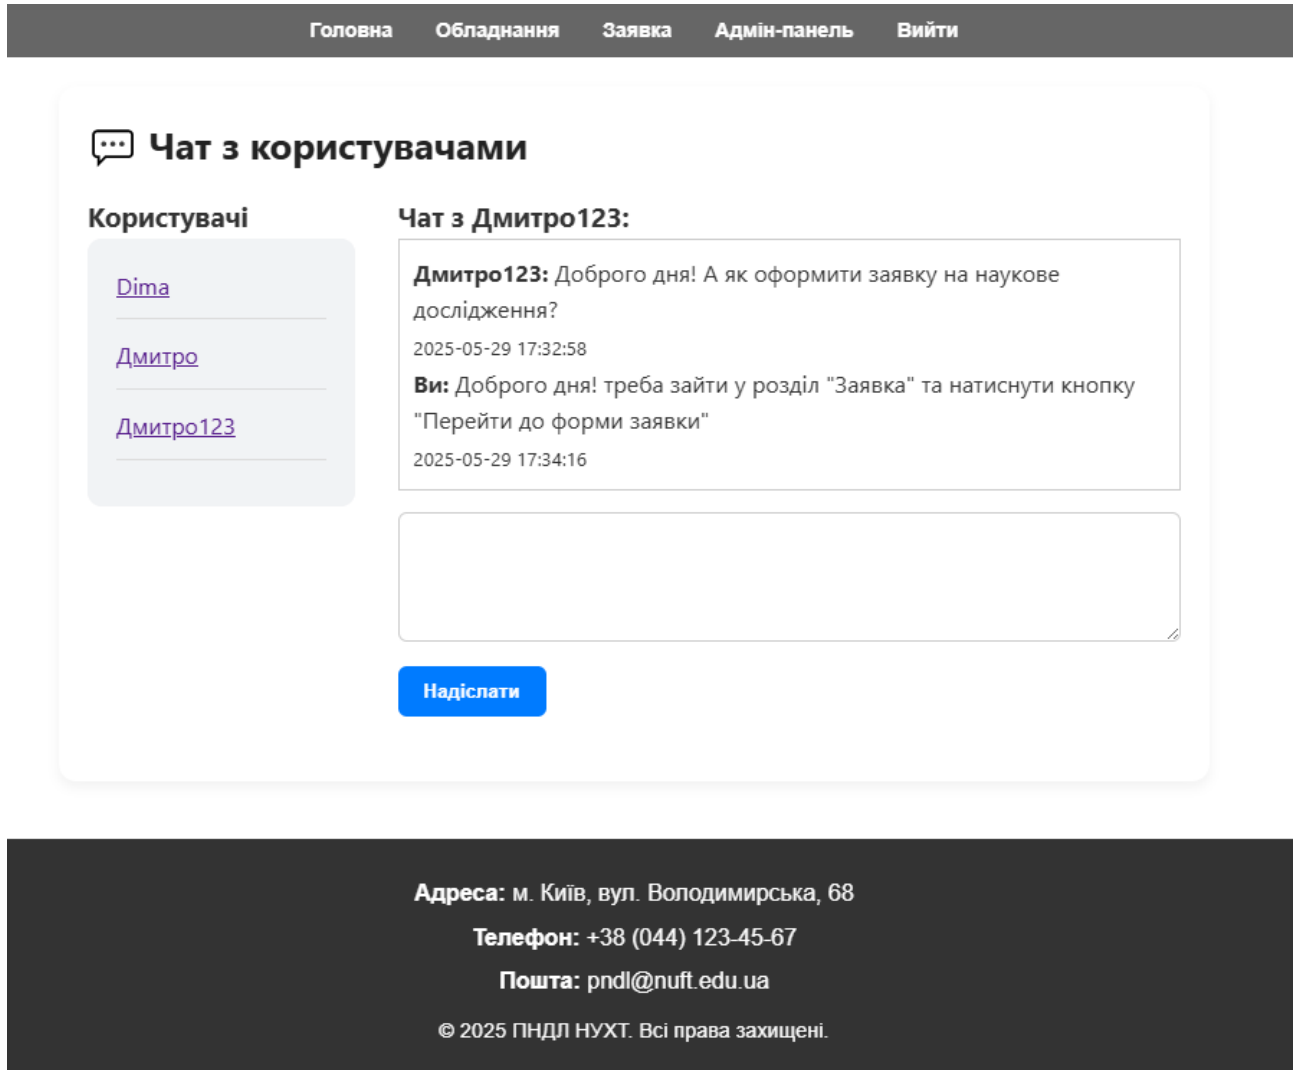 Головна Обладнання Заявка Адмін-панель Вийти
Чат з користувачами
Користувачі
Dima
Дмитро
Дмитро123
Чат з Дмитро123:
Дмитро123: Доброго дня! А як оформити заявку на наукове
дослідження?
2025-05-29 17:32:58
Ви: Доброго дня! треба зайти у розділ "Заявка" та натиснути кнопку
"Перейти до форми заявки"
2025-05-29 17:34:16
Надіслати
Адреса: м. Київ, вул. Володимирська, 68
Телефон: +38 (044) 123-45-67
Пошта: pndl@nuft.edu.ua
© 2025 ПНДЛ НУХТ. Всі права захищені.